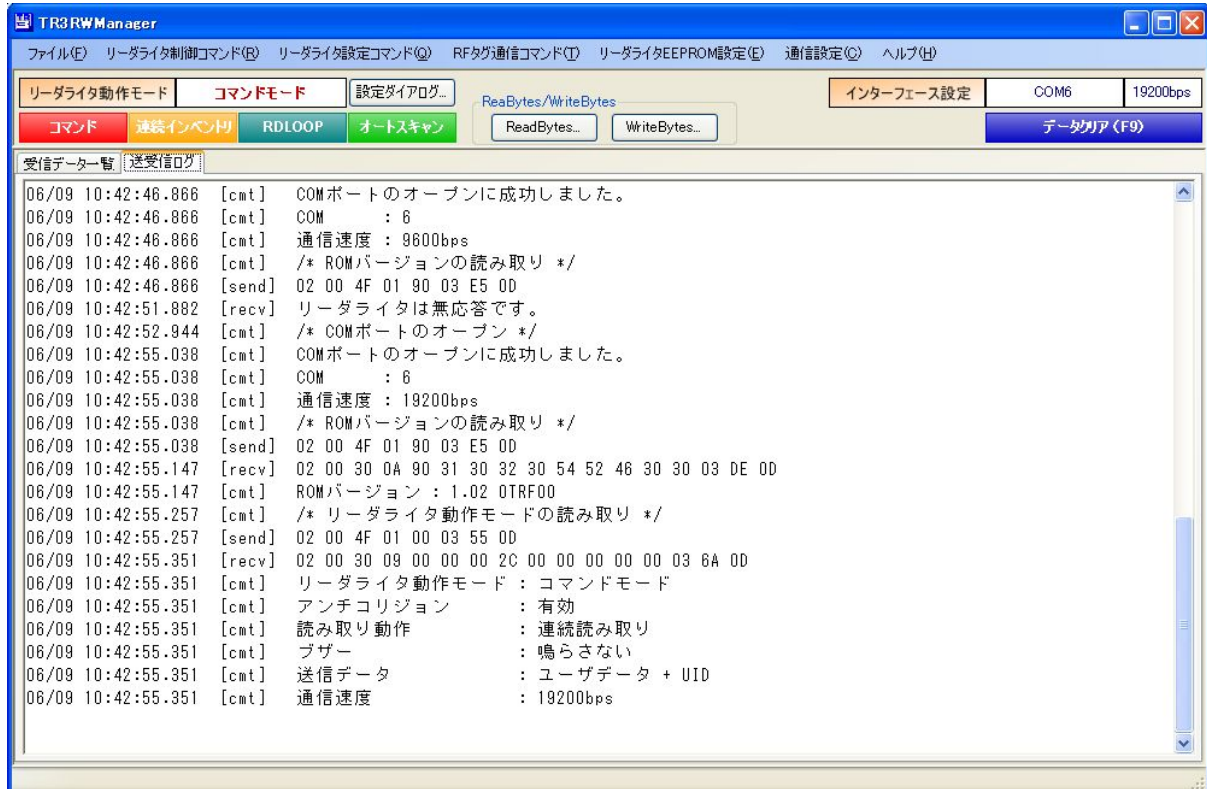 TR3RWManager
ファイル(F) リーダライタ制御コマンド(R) リーダライタ設定コマンド(Q) RFタグ通信コマンド(T) リーダライタEEPROM設定(E) 通信設定(C) ヘルプ(H)
リーダライタ動作モード コマンドモード 設定ダイアログ... ReaBytes/WriteBytes インターフェース設定 COM6 19200bps
コマンド 連続インベントリ RDLOOP オートスキャン ReadBytes... WriteBytes... データクリア (F9)
受信データ一覧 送受信ログ
06/09 10:42:46.866 [cmt] COMポートのオープンに成功しました。
06/09 10:42:46.866 [cmt] COM : 6
06/09 10:42:46.866 [cmt] 通信速度 : 9600bps
06/09 10:42:46.866 [cmt] /* ROMバージョンの読み取り */
06/09 10:42:46.866 [send] 02 00 4F 01 90 03 E5 0D
06/09 10:42:51.882 [recv] リーダライタは無応答です。
06/09 10:42:52.944 [cmt] /* COMポートのオープン */
06/09 10:42:55.038 [cmt] COMポートのオープンに成功しました。
06/09 10:42:55.038 [cmt] COM : 6
06/09 10:42:55.038 [cmt] 通信速度 : 19200bps
06/09 10:42:55.038 [cmt] /* ROMバージョンの読み取り */
06/09 10:42:55.038 [send] 02 00 4F 01 90 03 E5 0D
06/09 10:42:55.147 [recv] 02 00 30 0A 90 31 30 32 30 54 52 46 30 30 03 DE 0D
06/09 10:42:55.147 [cmt] ROMバージョン : 1.02 0TRF00
06/09 10:42:55.257 [cmt] /* リーダライタ動作モードの読み取り */
06/09 10:42:55.257 [send] 02 00 4F 01 00 03 55 0D
06/09 10:42:55.351 [recv] 02 00 30 09 00 00 00 2C 00 00 00 00 00 03 6A 0D
06/09 10:42:55.351 [cmt] リーダライタ動作モード : コマンドモード
06/09 10:42:55.351 [cmt] アンチコリジョン : 有効
06/09 10:42:55.351 [cmt] 読み取り動作 : 連続読み取り
06/09 10:42:55.351 [cmt] ブザー : 鳴らさない
06/09 10:42:55.351 [cmt] 送信データ : ユーザデータ + UID
06/09 10:42:55.351 [cmt] 通信速度 : 19200bps